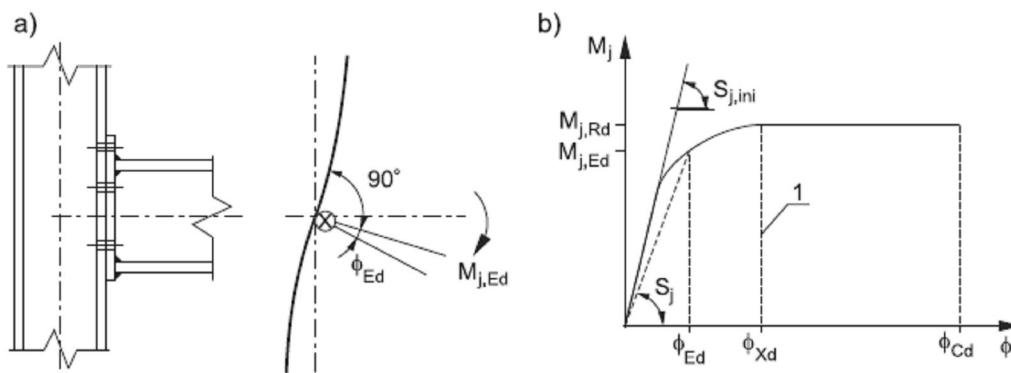 a)
90°
ϕEd
Mj,Ed
b)
Mj
Sj,ini
Mj,Rd
Mj,Ed
1
Sj
ϕEd
ϕXd
ϕCd
ϕ